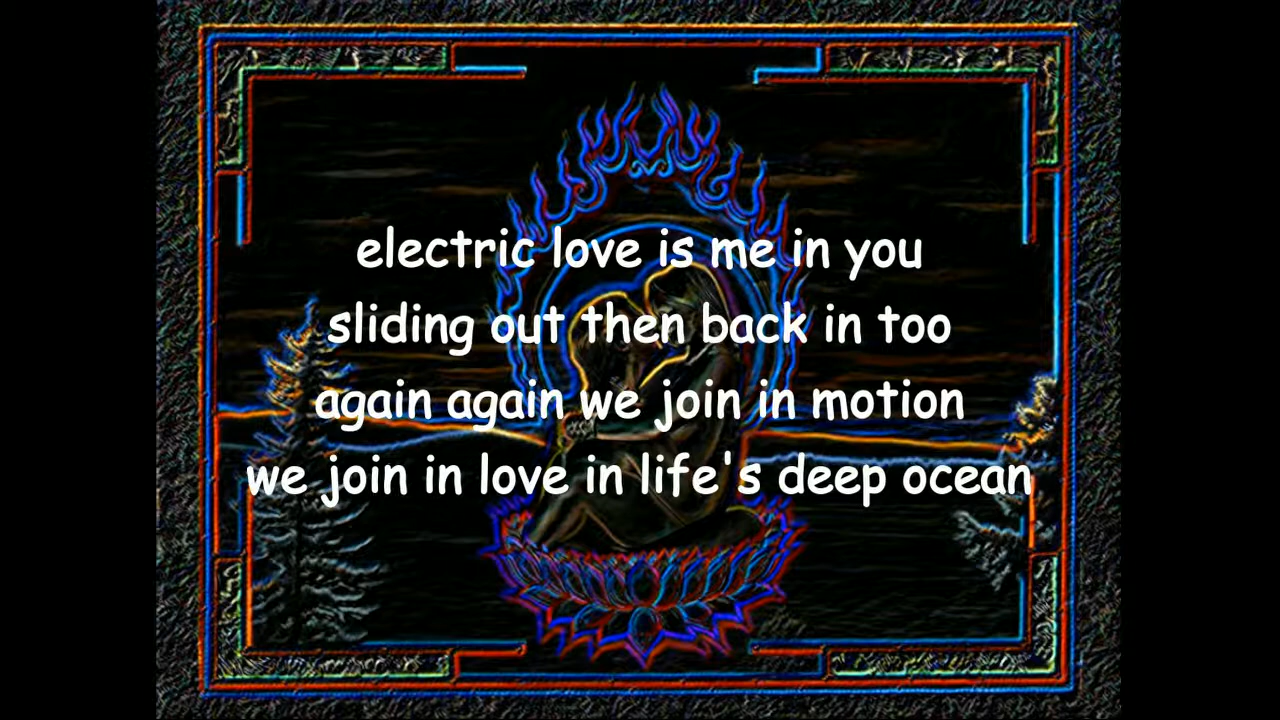 electric love is me in you
sliding out then back in too
again again we join in motion
we join in love in life's deep ocean